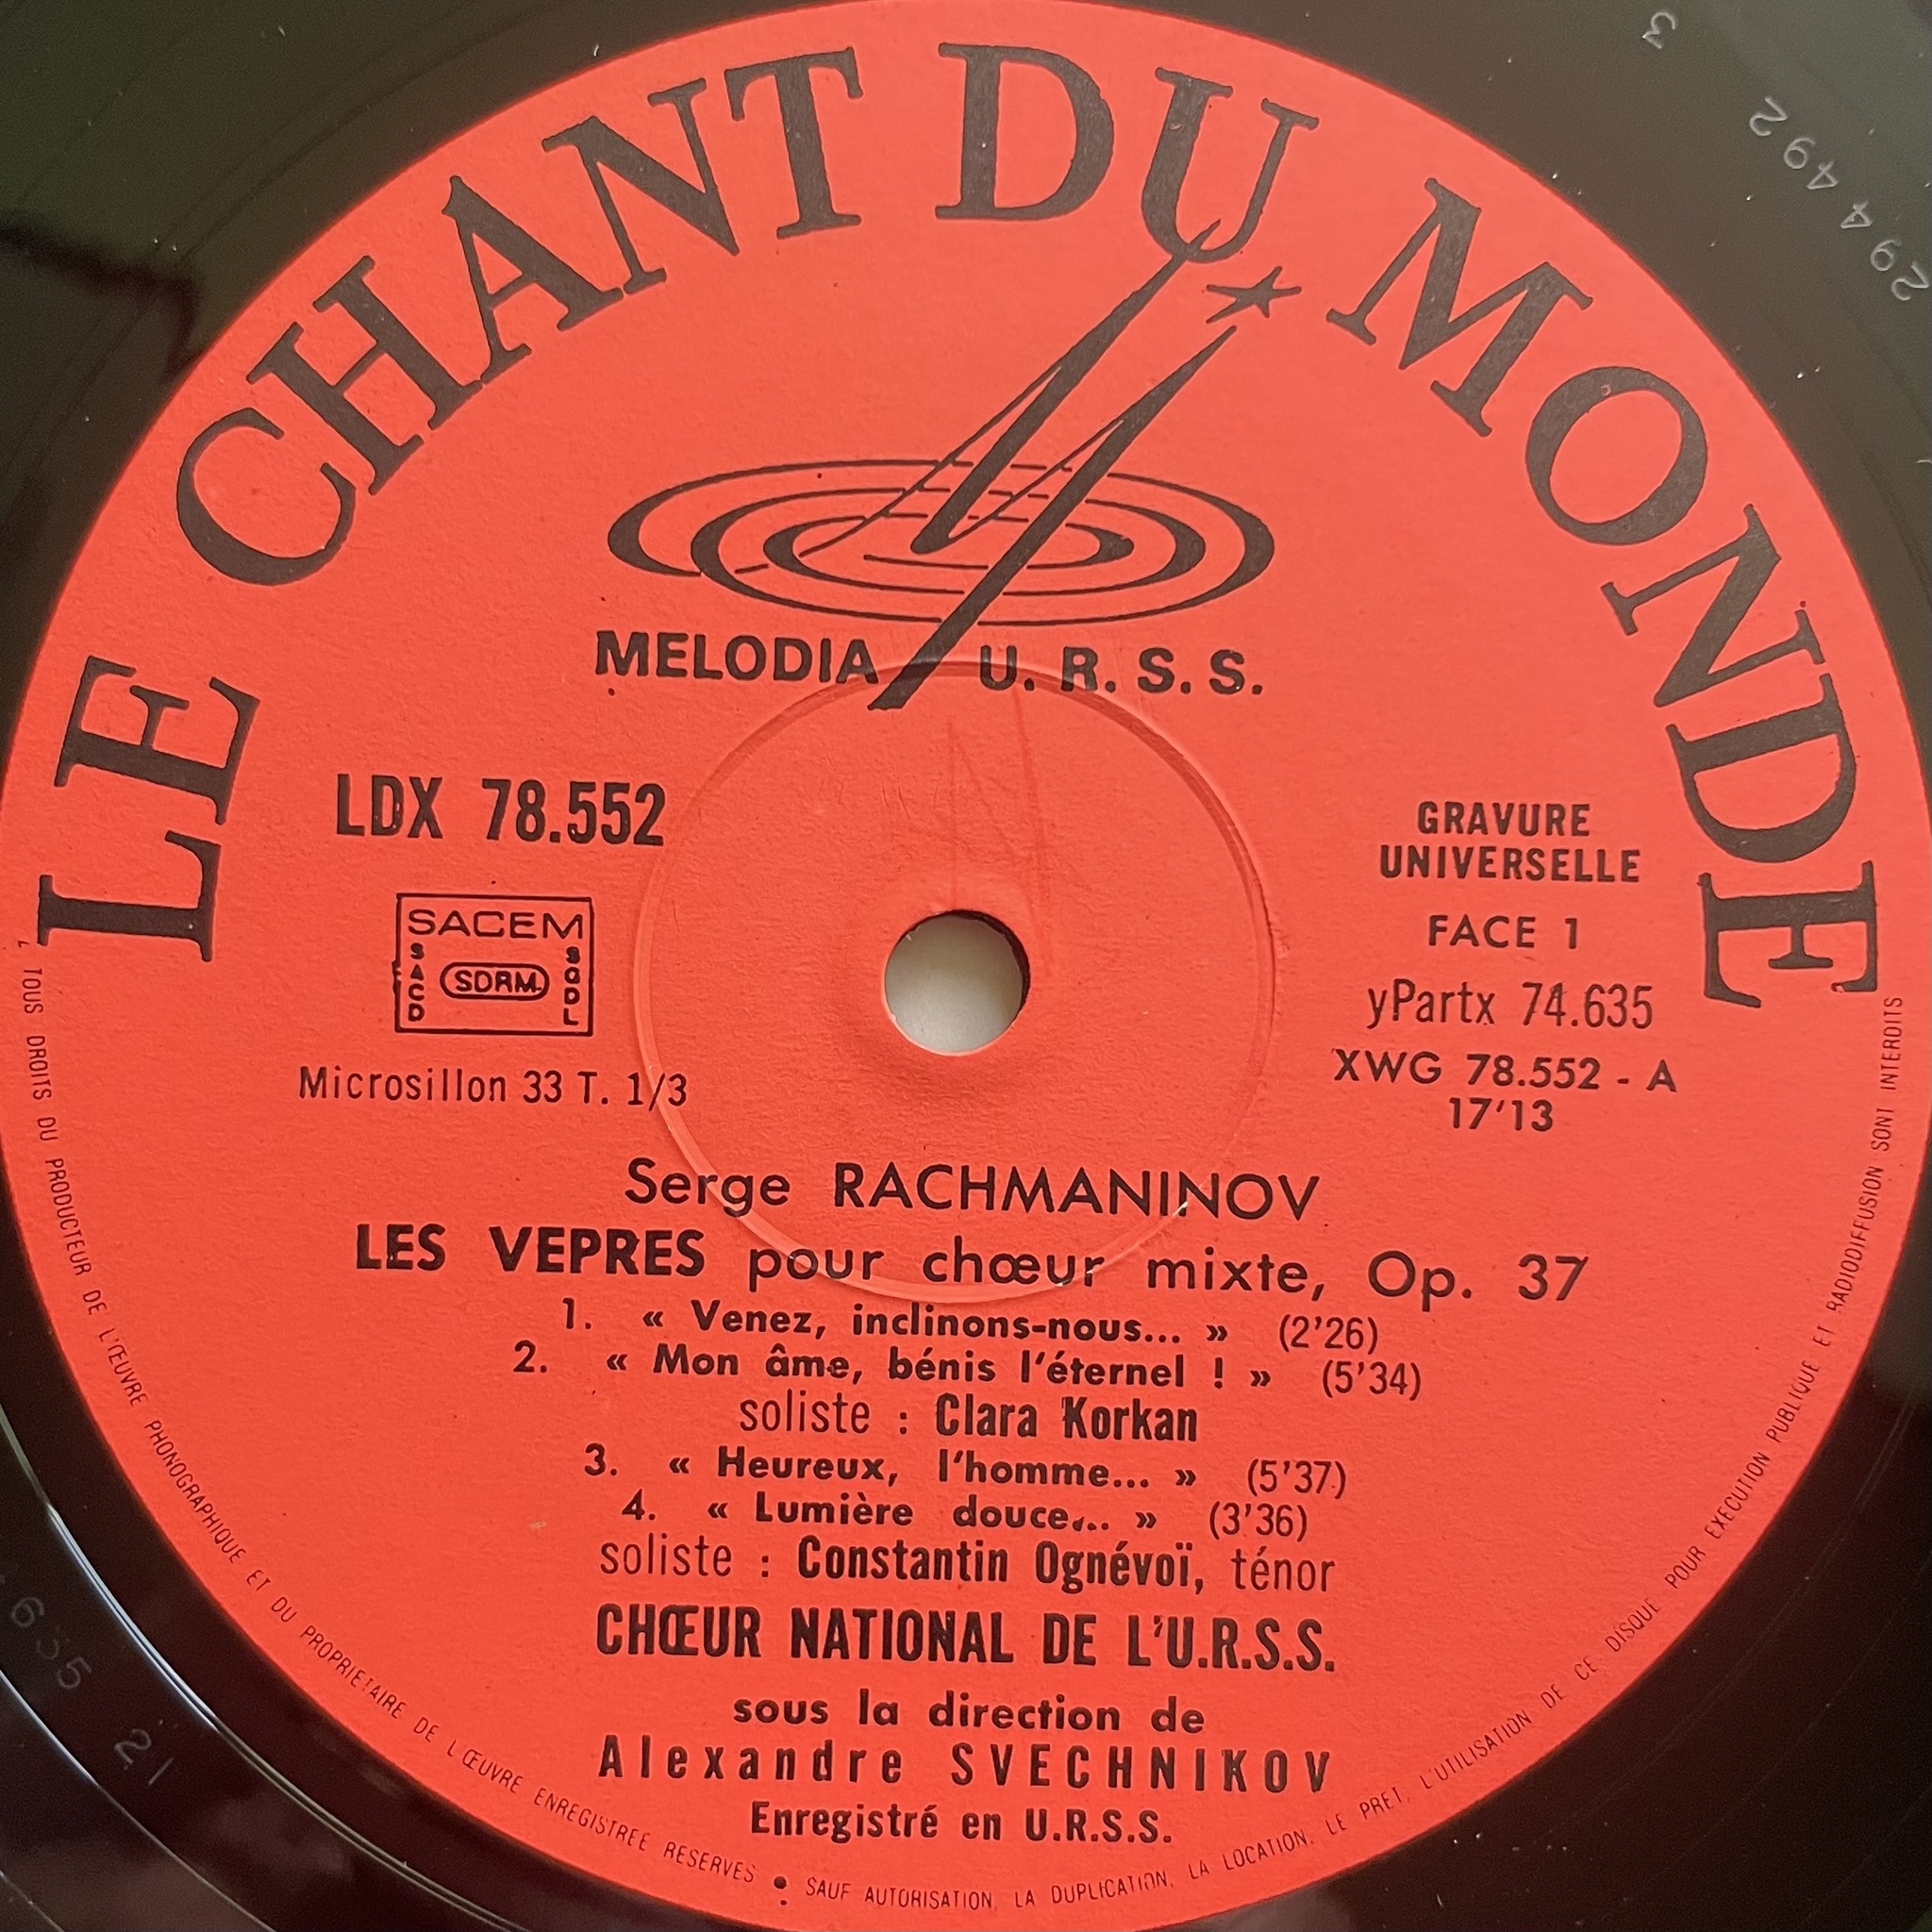 LE CHANT DU MONDE
MELODIA U. R. S. S.
LDX 78.552
SACEM
SACD
SDRM
SGDL
Microsillon 33 T. 1/3
GRAVURE
UNIVERSELLE
FACE 1
yPartx 74.635
XWG 78.552 - A
17'13
Serge RACHMANINOV
LES VEPRES pour chœur mixte, Op. 37
1. « Venez, inclinons-nous... » (2'26)
2. « Mon âme, bénis l'éternel ! » (5'34)
soliste : Clara Korkan
3. « Heureux, l'homme... » (5'37)
4. « Lumière douce... » (3'36)
soliste : Constantin Ognévoï, ténor
CHŒUR NATIONAL DE L'U.R.S.S.
sous la direction de
Alexandre SVECHNIKOV
Enregistré en U.R.S.S.
TOUS DROITS DU PRODUCTEUR DE L'ŒUVRE PHONOGRAPHIQUE ET DU PROPRIETAIRE DE L'ŒUVRE ENREGISTREE RESERVES • SAUF AUTORISATION, LA DUPLICATION, LA LOCATION, LE PRET, L'UTILISATION DE CE DISQUE POUR EXECUTION PUBLIQUE ET RADIODIFFUSION SONT INTERDITS
294492
3
635 21